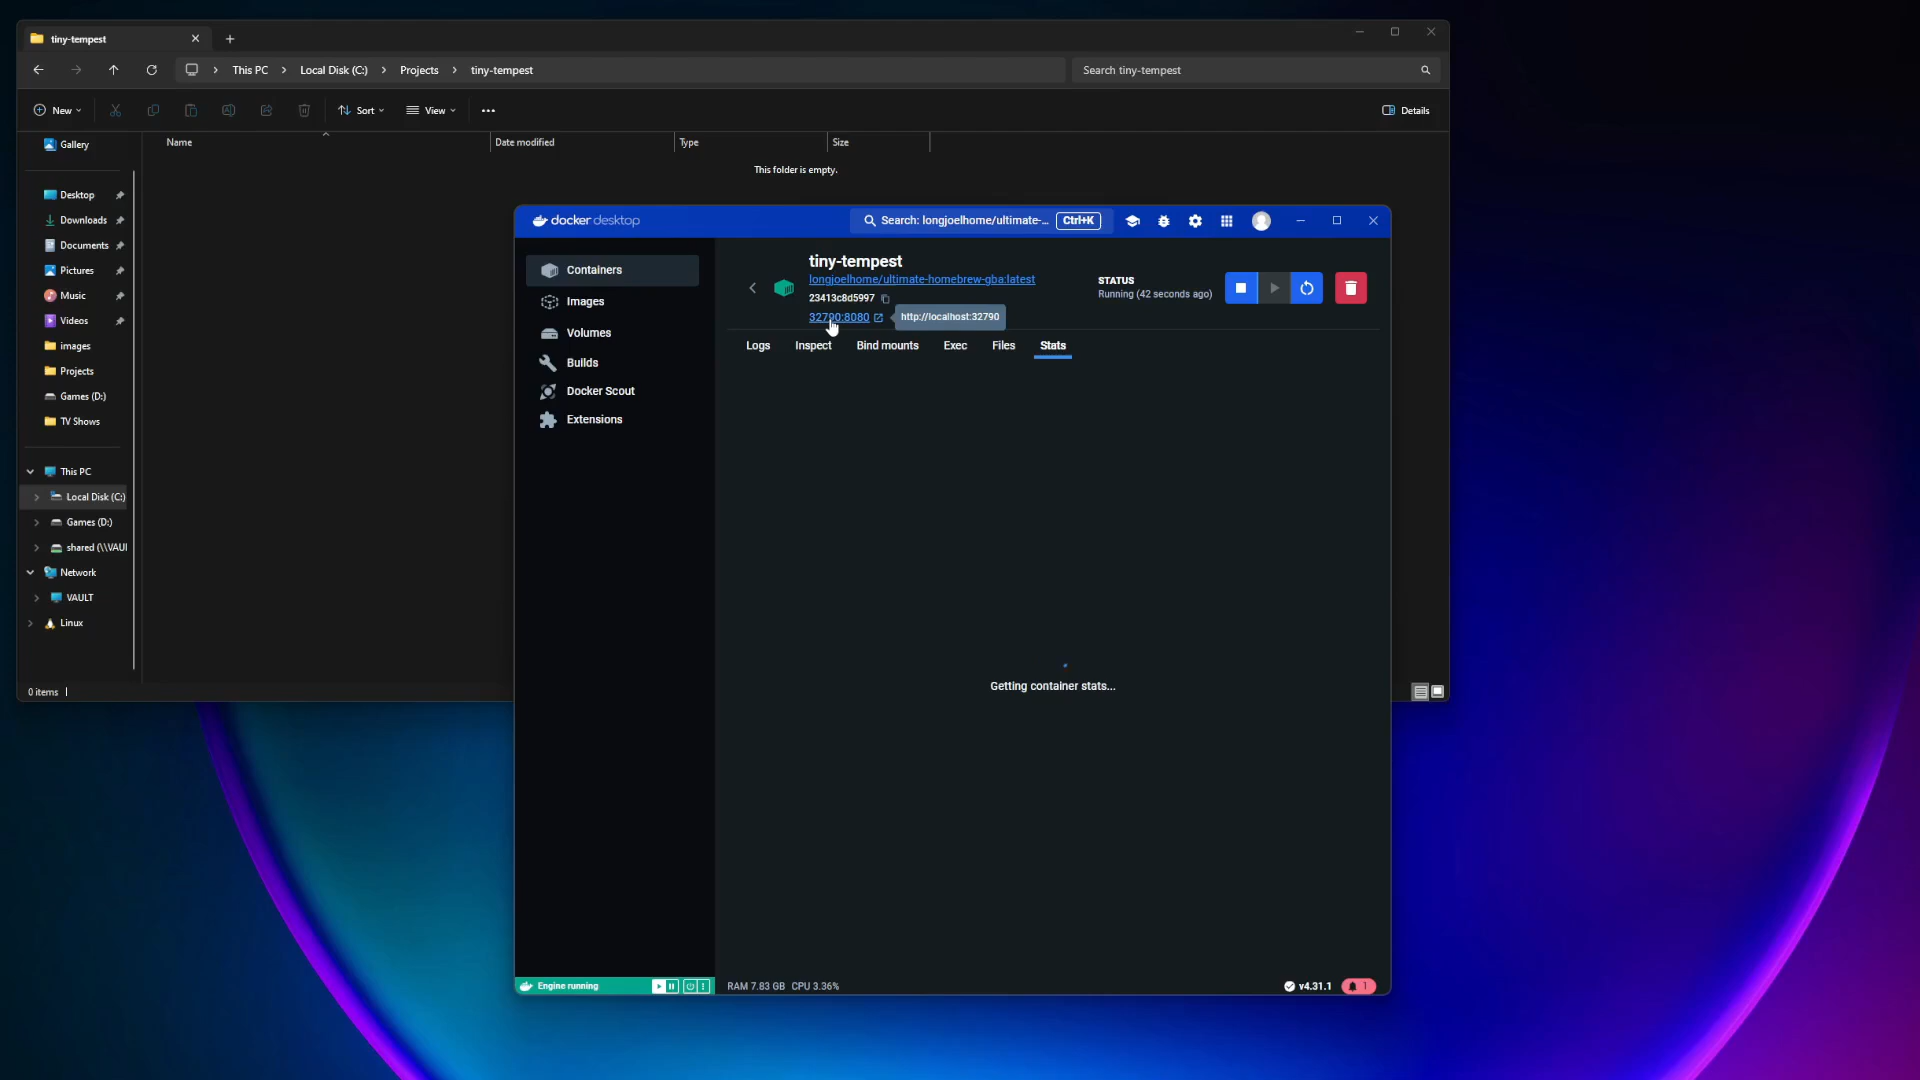 tiny-tempest
This PC
Local Disk (C:)
Projects
tiny-tempest
Search tiny-tempest
New
Sort
View
Details
Name
Date modified
Type
Size
This folder is empty.
Gallery
Desktop
Downloads
Documents
Pictures
Music
Videos
images
Projects
Games (D:)
TV Shows
This PC
Local Disk (C:)
Games (D:)
shared (\\VAUI
Network
VAULT
Linux
0 items
docker desktop
Search: longjoelhome/ultimate-...
Ctrl+K
Containers
Images
Volumes
Builds
Docker Scout
Extensions
tiny-tempest
longjoelhome/ultimate-homebrew-gba:latest
23413c8d5997
32790:8080
http://localhost:32790
STATUS
Running (42 seconds ago)
Logs
Inspect
Bind mounts
Exec
Files
Stats
Getting container stats...
Engine running
RAM 7.83 GB CPU 3.36%
v4.31.1
1